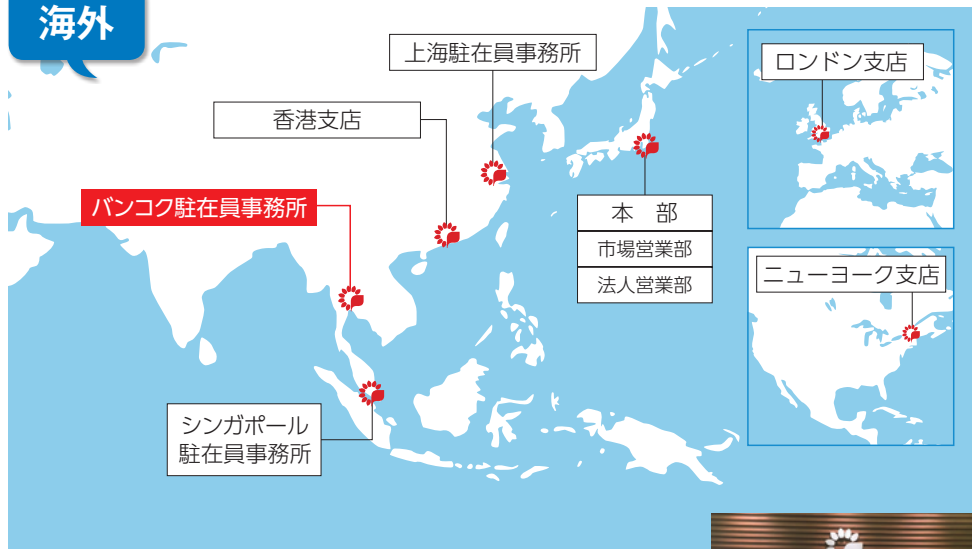 海外
上海駐在員事務所
香港支店
バンコク駐在員事務所
シンガポール
駐在員事務所
本　部
市場営業部
法人営業部
ロンドン支店
ニューヨーク支店